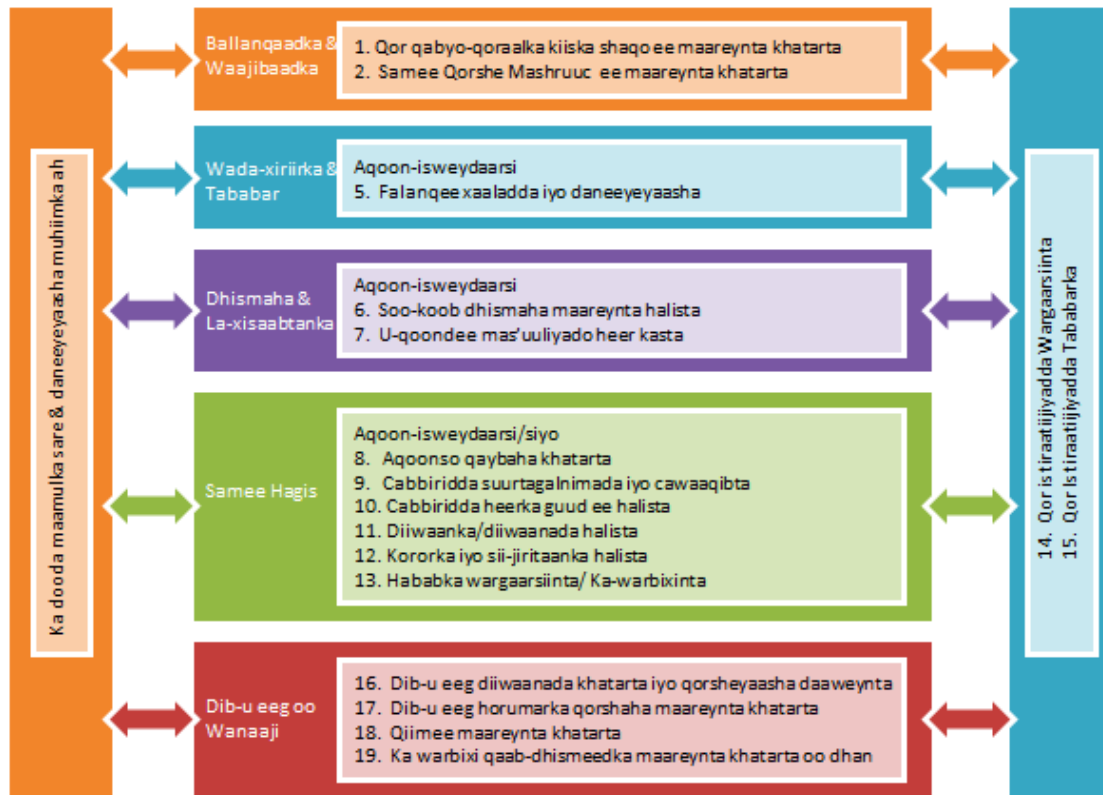 Ka dooda maamulka sare & daneeyeyaasha muhiimka ah
Ballanqaadka &
Waajibaadka
1. Qor qabyo-qoraalka kiiska shaqo ee maareynta khatarta
2. Samee Qorshe Mashruuc ee maareynta khatarta
Wada-xiriirka &
Tababar
Aqoon-isweydaarsi
5. Falanqee xaaladda iyo daneeyeyaasha
Dhismaha &
La-xisaabtanka
Aqoon-isweydaarsi
6. Soo-koob dhismaha maareynta halista
7. U-qoondee mas'uuliyado heer kasta
Samee Hagis
Aqoon-isweydaarsi/siyo
8. Aqoonso qaybaha khatarta
9. Cabbiridda suurtagalnimada iyo cawaaqibta
10. Cabbiridda heerka guud ee halista
11. Diiwaanka/diiwaanada halista
12. Kororka iyo sii-jiritaanka halista
13. Hababka wargaarsiinta/ Ka-warbixinta
Dib-u eeg oo
Wanaaji
16. Dib-u eeg diiwaanada khatarta iyo qorsheyaasha daaweynta
17. Dib-u eeg horumarka qorshaha maareynta khatarta
18. Qiimee maareynta khatarta
19. Ka warbixi qaab-dhismeedka maareynta khatarta oo dhan
14. Qor istiraatiijiyadda Wargaarsiinta
15. Qor Istiraatiijiyadda Tababarka